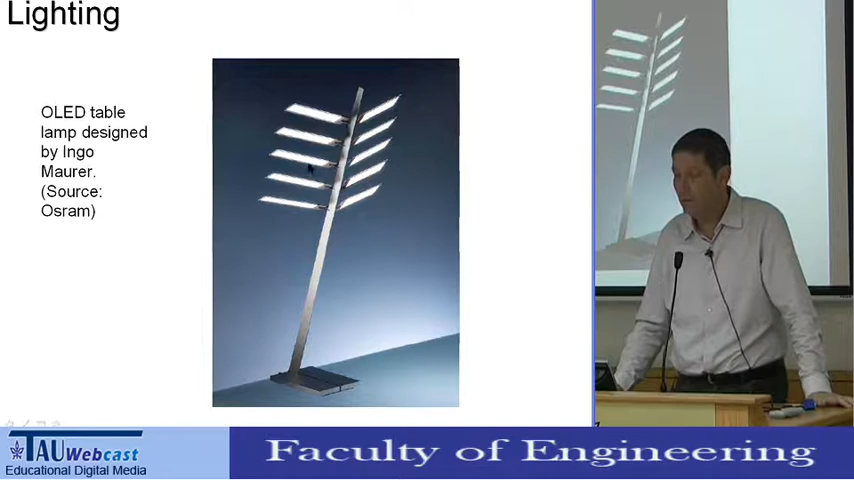 Lighting
OLED table
lamp designed
by Ingo
Maurer.
(Source:
Osram)
TAU Webcast
Educational Digital Media
Faculty of Engineering